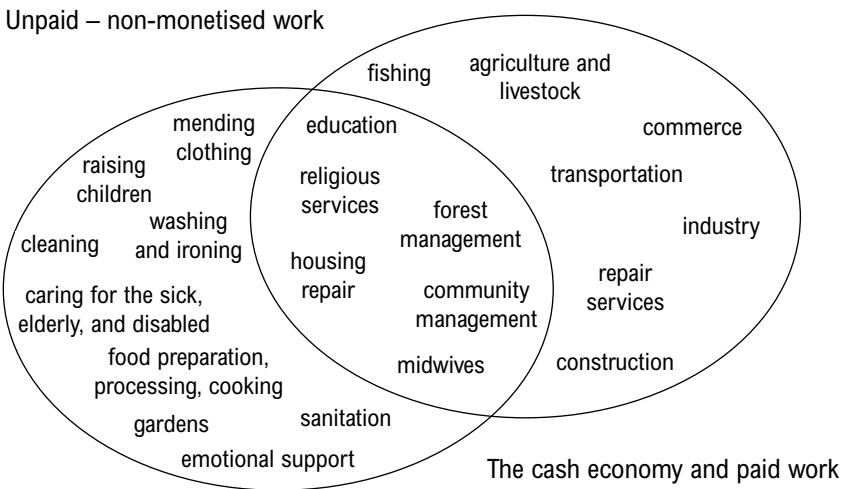 Unpaid – non-monetised work
fishing
agriculture and
livestock
commerce
transportation
industry
repair
services
construction
education
religious
services
forest
management
housing
repair
community
management
midwives
mending
clothing
raising
children
washing
and ironing
cleaning
caring for the sick,
elderly, and disabled
food preparation,
processing, cooking
gardens
sanitation
emotional support
The cash economy and paid work